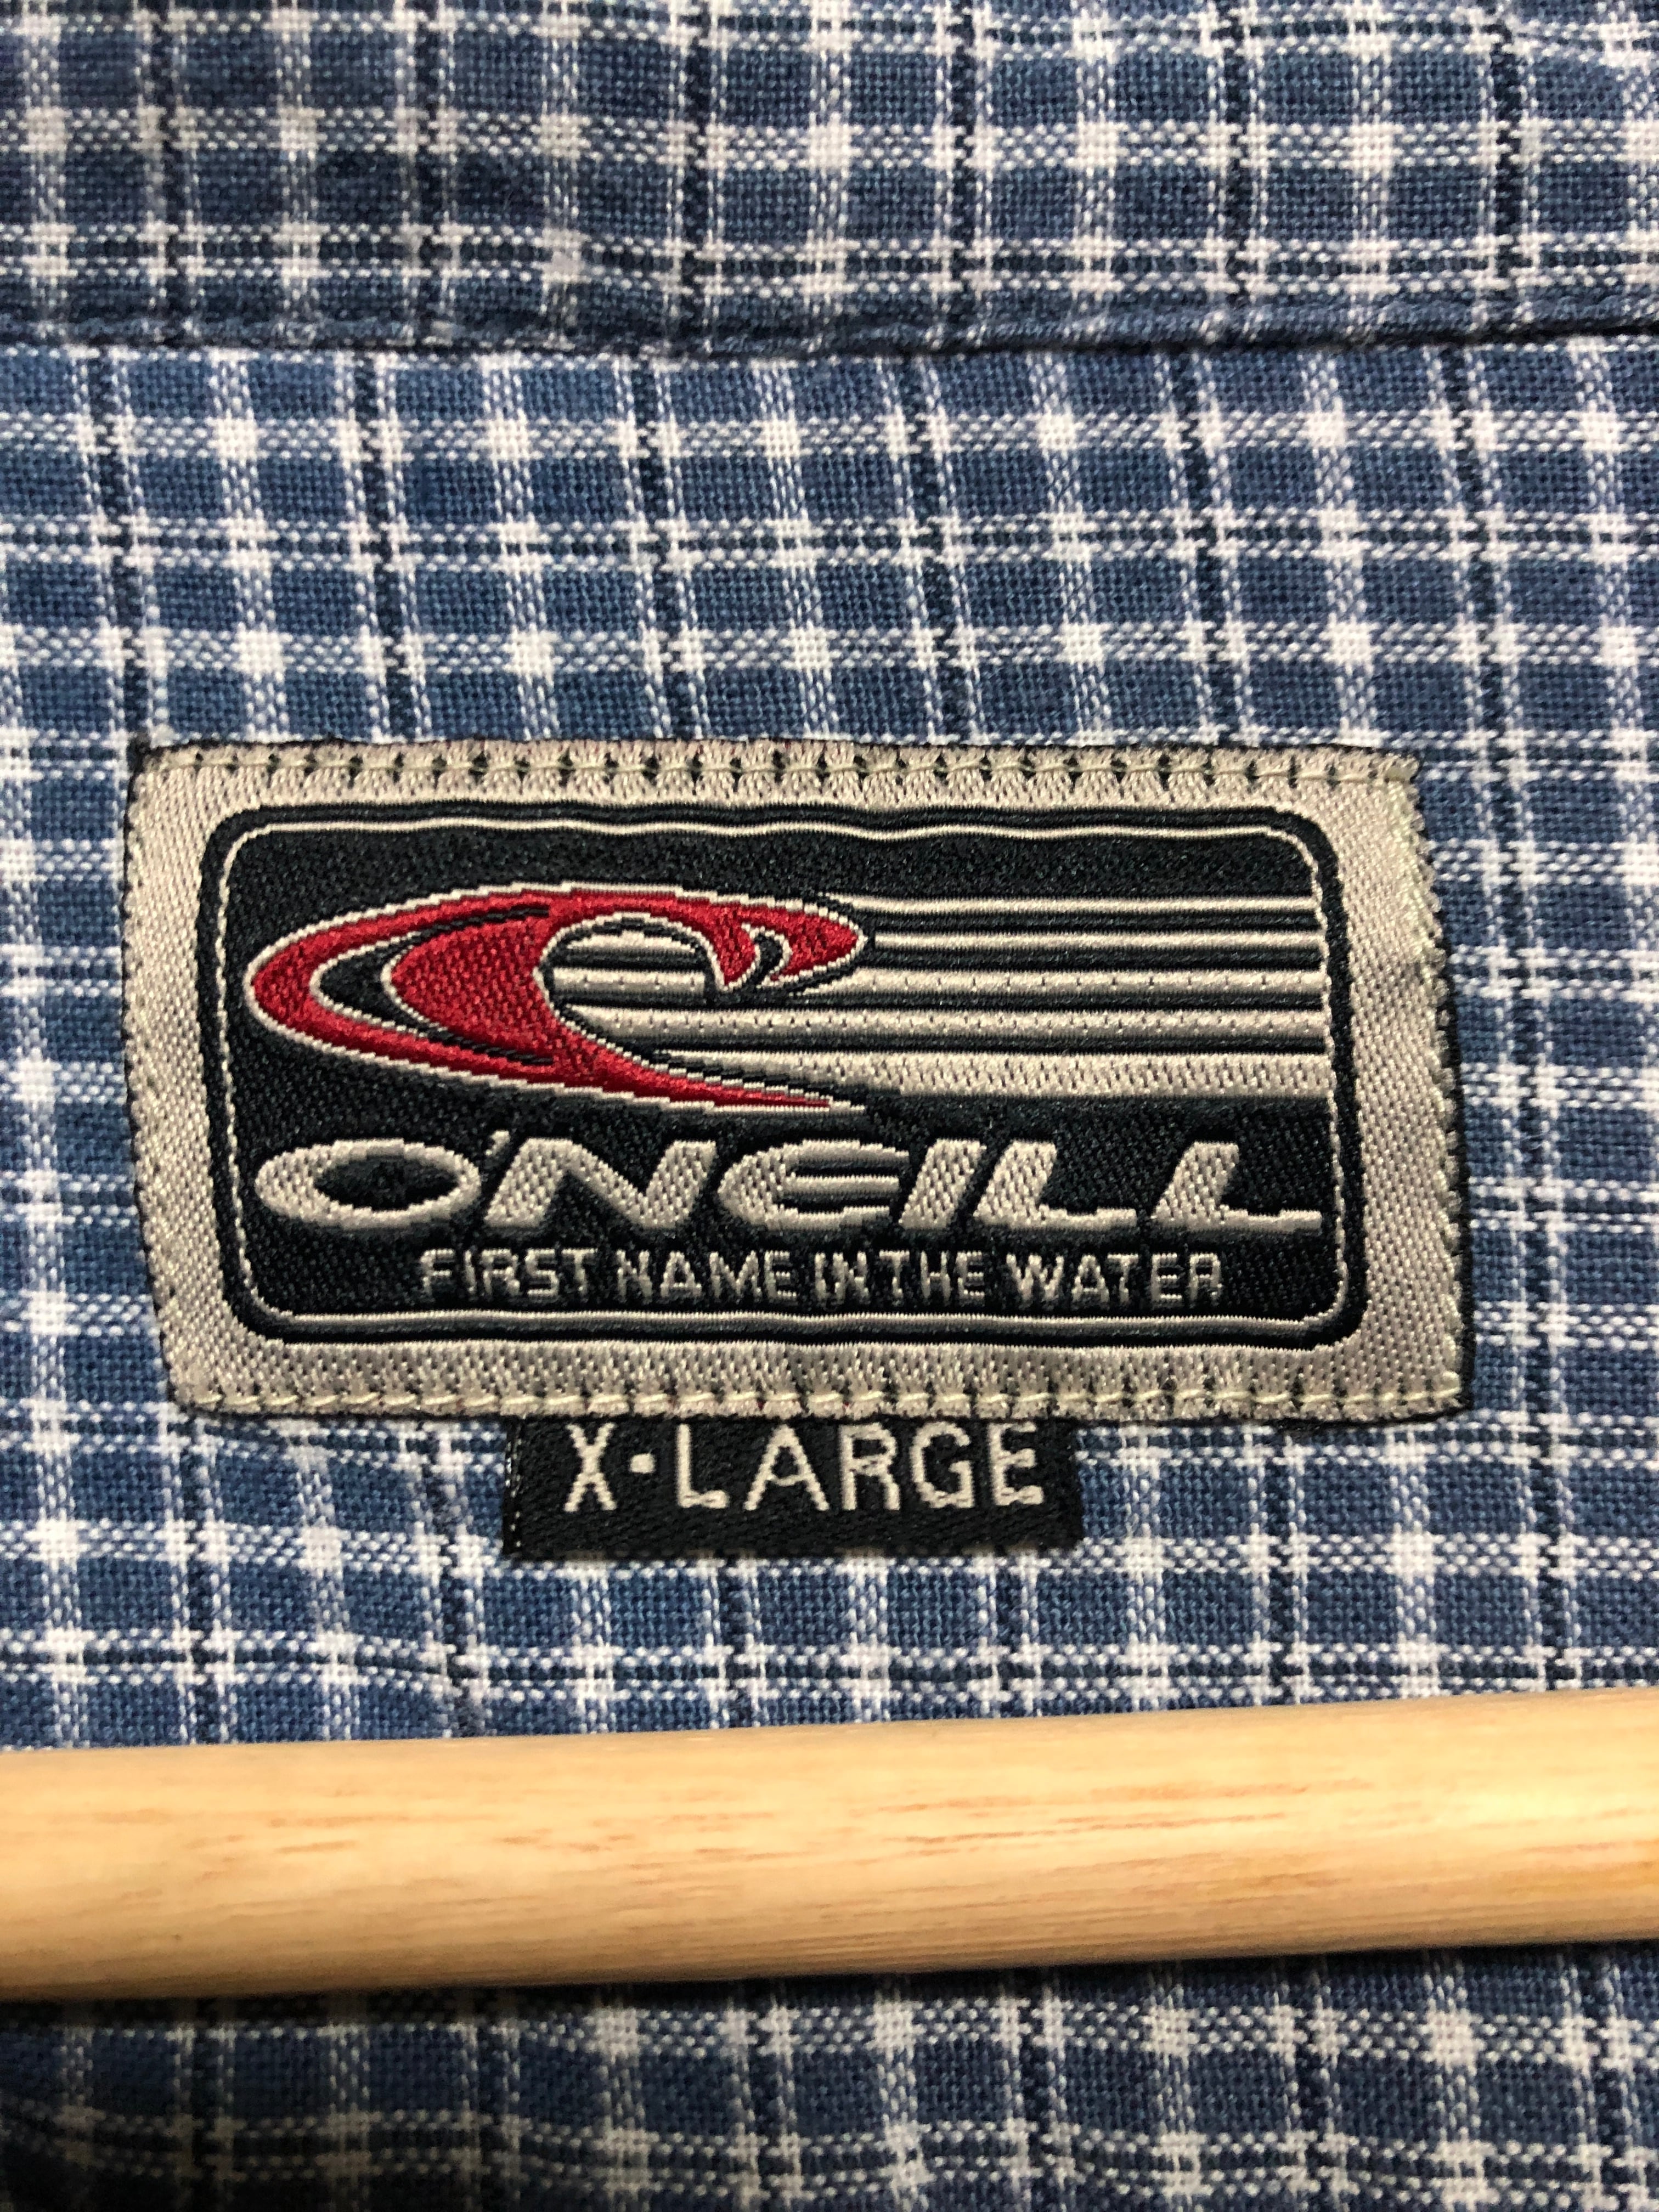 O'NEILL
FIRST NAME IN THE WATER
X·LARGE